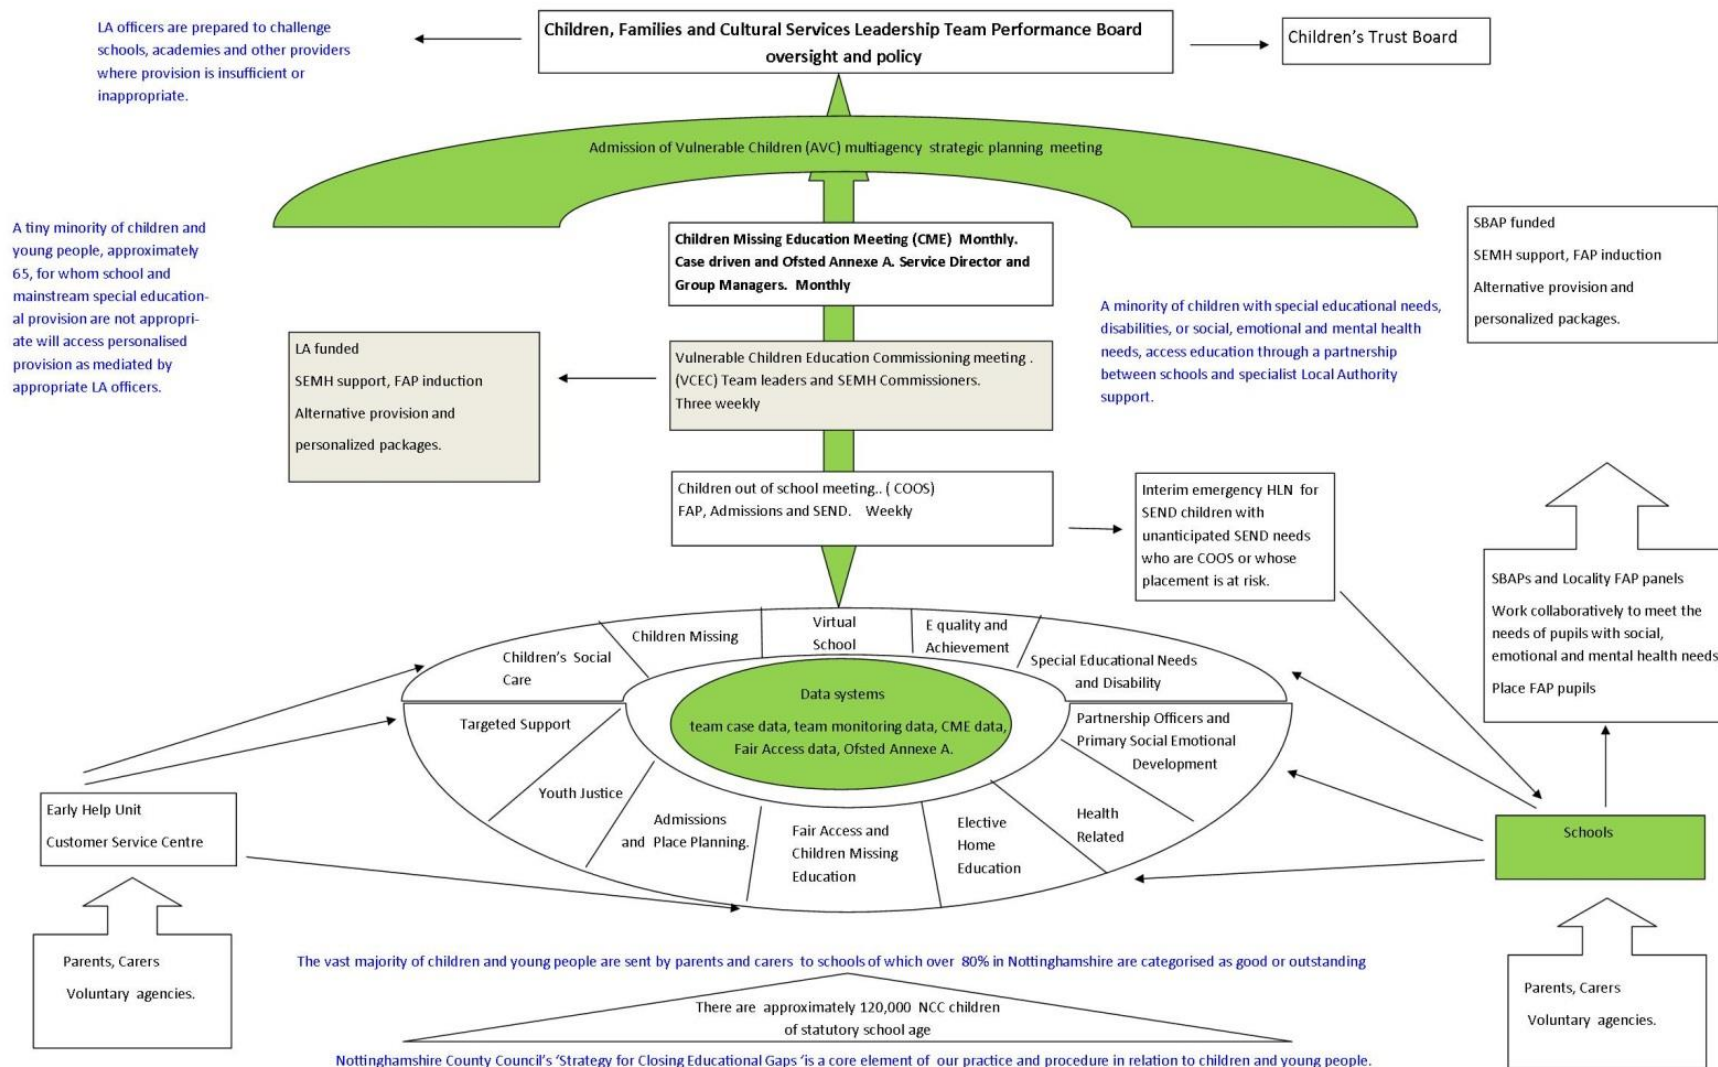 LA officers are prepared to challenge
schools, academies and other providers
where provision is insufficient or
inappropriate.
Children, Families and Cultural Services Leadership Team Performance Board
oversight and policy
Children's Trust Board
Admission of Vulnerable Children (AVC) multiagency strategic planning meeting
A tiny minority of children and
young people, approximately
65, for whom school and
mainstream special education-
al provision are not appropri-
ate will access personalised
provision as mediated by
appropriate LA officers.
Children Missing Education Meeting (CME) Monthly.
Case driven and Ofsted Annexe A. Service Director and
Group Managers. Monthly
SBAP funded
SEMH support, FAP induction
Alternative provision and
personalized packages.
A minority of children with special educational needs,
disabilities, or social, emotional and mental health
needs, access education through a partnership
between schools and specialist Local Authority
support.
LA funded
SEMH support, FAP induction
Alternative provision and
personalized packages.
Vulnerable Children Education Commissioning meeting .
(VCEC) Team leaders and SEMH Commissioners.
Three weekly
Children out of school meeting.. ( COOS)
FAP, Admissions and SEND. Weekly
Interim emergency HLN for
SEND children with
unanticipated SEND needs
who are COOS or whose
placement is at risk.
SBAPs and Locality FAP panels
Work collaboratively to meet the
needs of pupils with social,
emotional and mental health needs
Place FAP pupils
Children's Social
Care
Children Missing
Virtual
School
E quality and
Achievement
Special Educational Needs
and Disability
Data systems
team case data, team monitoring data, CME data,
Fair Access data, Ofsted Annexe A.
Targeted Support
Youth Justice
Admissions
and Place Planning.
Fair Access and
Children Missing
Education
Elective
Home
Education
Health
Related
Partnership Officers and
Primary Social Emotional
Development
Early Help Unit
Customer Service Centre
Schools
Parents, Carers
Voluntary agencies.
Parents, Carers
Voluntary agencies.
The vast majority of children and young people are sent by parents and carers to schools of which over 80% in Nottinghamshire are categorised as good or outstanding
There are approximately 120,000 NCC children
of statutory school age
Nottinghamshire County Council's 'Strategy for Closing Educational Gaps 'is a core element of our practice and procedure in relation to children and young people.